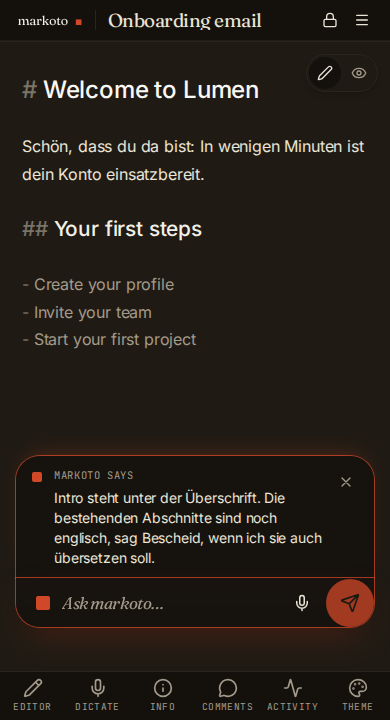 markoto
Onboarding email
# Welcome to Lumen
Schön, dass du da bist: In wenigen Minuten ist
dein Konto einsatzbereit.
## Your first steps
- Create your profile
- Invite your team
- Start your first project
MARKOTO SAYS
Intro steht unter der Überschrift. Die
bestehenden Abschnitte sind noch
englisch, sag Bescheid, wenn ich sie auch
übersetzen soll.
Ask markoto...
EDITOR DICTATE INFO COMMENTS ACTIVITY THEME